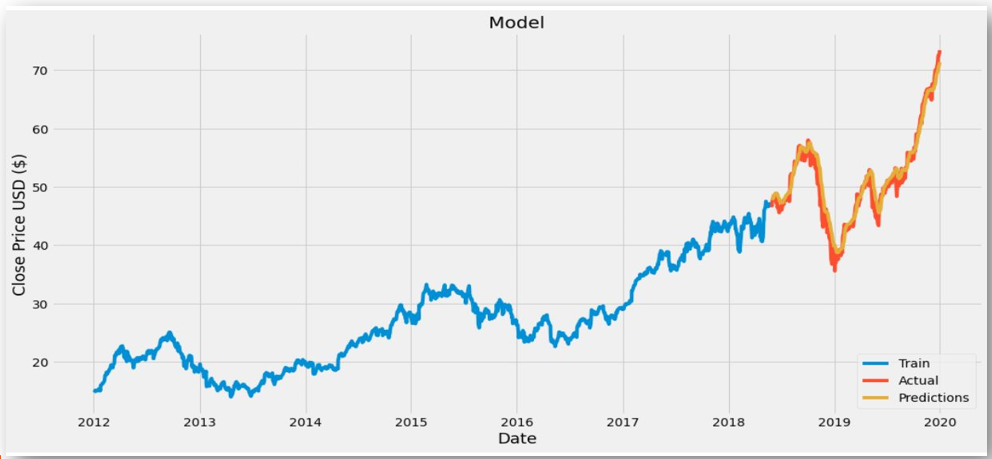 Model
Close Price USD ($)
70
60
50
40
30
20
2012 2013 2014 2015 2016 2017 2018 2019 2020
Date
Train
Actual
Predictions